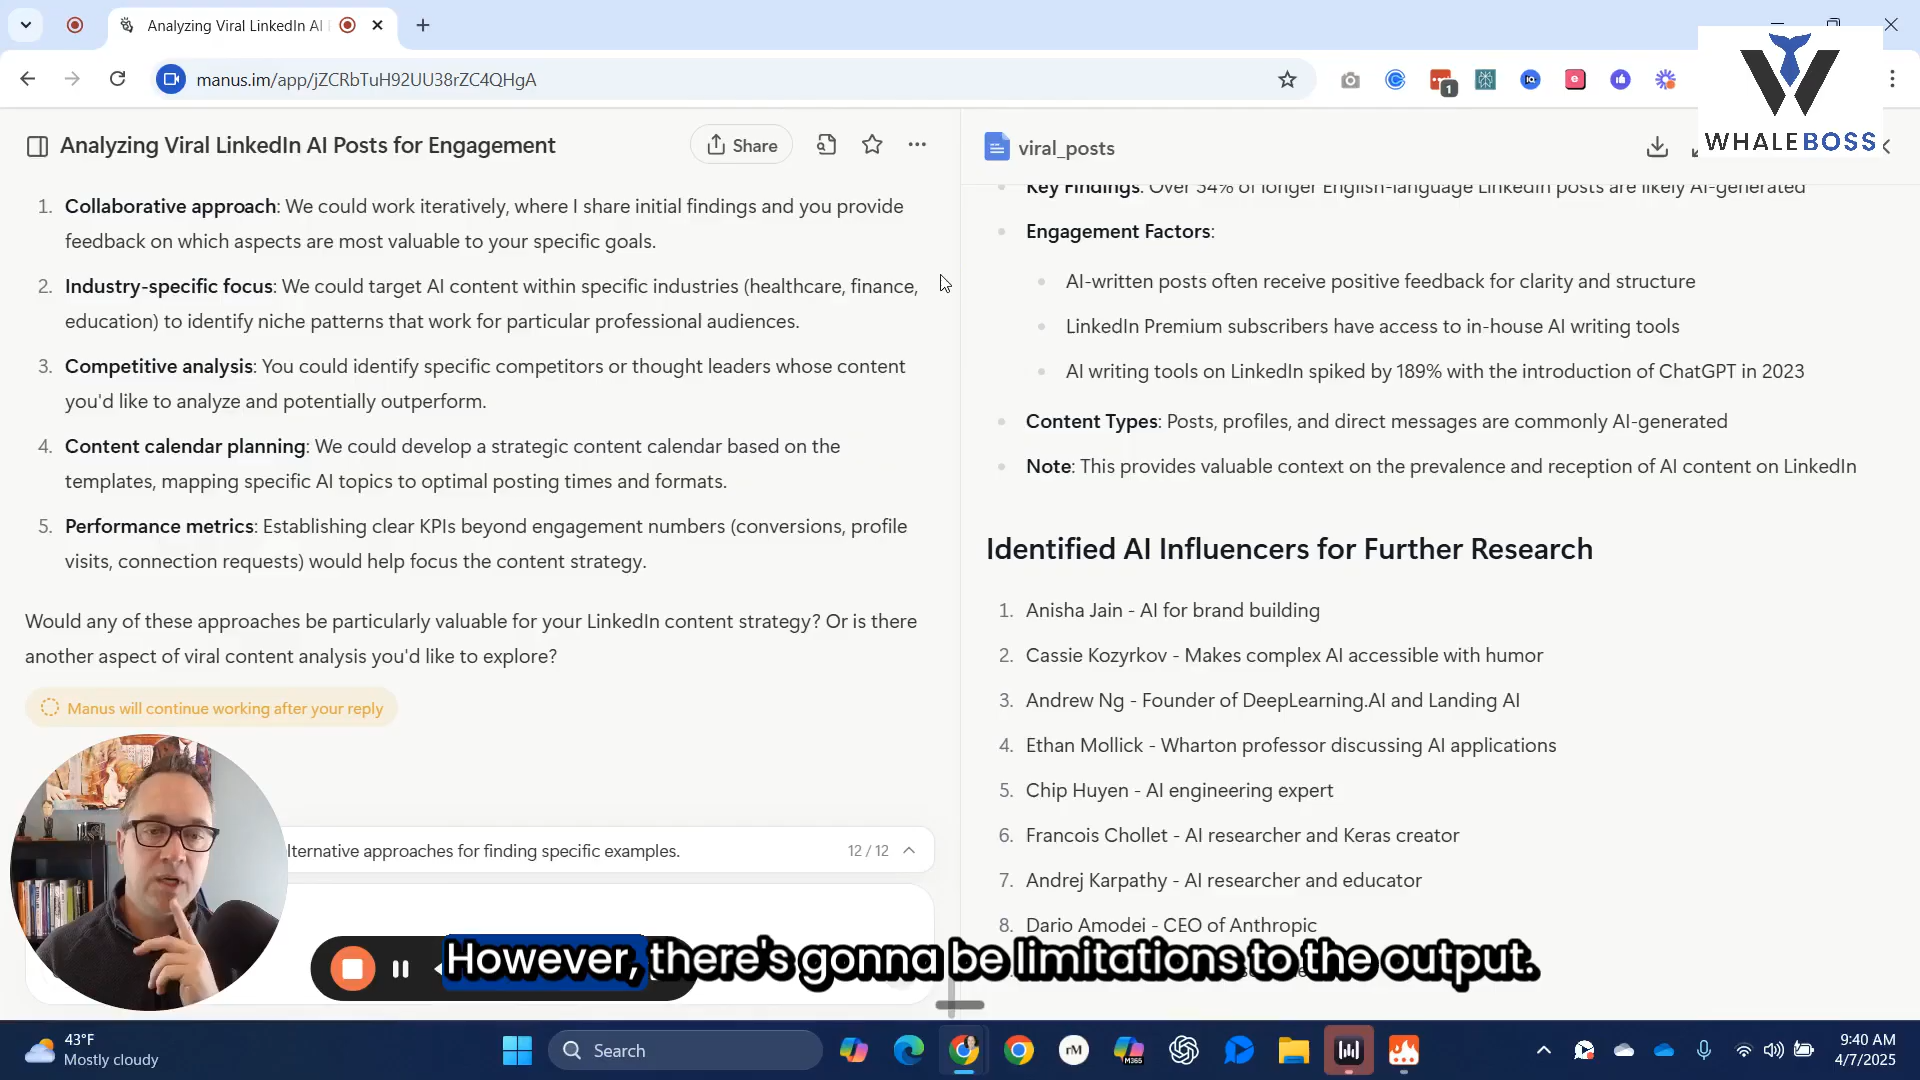 Analyzing Viral LinkedIn AI
manus.im/app/jZCRbTuH92UU38rZC4QHgA
1
WHALEBOSS
Analyzing Viral LinkedIn AI Posts for Engagement
Share
1. Collaborative approach: We could work iteratively, where I share initial findings and you provide
feedback on which aspects are most valuable to your specific goals.
2. Industry-specific focus: We could target AI content within specific industries (healthcare, finance,
education) to identify niche patterns that work for particular professional audiences.
3. Competitive analysis: You could identify specific competitors or thought leaders whose content
you'd like to analyze and potentially outperform.
4. Content calendar planning: We could develop a strategic content calendar based on the
templates, mapping specific AI topics to optimal posting times and formats.
5. Performance metrics: Establishing clear KPIs beyond engagement numbers (conversions, profile
visits, connection requests) would help focus the content strategy.
Would any of these approaches be particularly valuable for your LinkedIn content strategy? Or is there
another aspect of viral content analysis you'd like to explore?
Manus will continue working after your reply
lternative approaches for finding specific examples.
12 / 12
viral_posts
Key Findings: Over 54% of longer English-language LinkedIn posts are likely AI-generated
Engagement Factors:
AI-written posts often receive positive feedback for clarity and structure
LinkedIn Premium subscribers have access to in-house AI writing tools
AI writing tools on LinkedIn spiked by 189% with the introduction of ChatGPT in 2023
Content Types: Posts, profiles, and direct messages are commonly AI-generated
Note: This provides valuable context on the prevalence and reception of AI content on LinkedIn
Identified AI Influencers for Further Research
1. Anisha Jain - AI for brand building
2. Cassie Kozyrkov - Makes complex AI accessible with humor
3. Andrew Ng - Founder of DeepLearning.AI and Landing AI
4. Ethan Mollick - Wharton professor discussing AI applications
5. Chip Huyen - AI engineering expert
6. Francois Chollet - AI researcher and Keras creator
7. Andrej Karpathy - AI researcher and educator
8. Dario Amodei - CEO of Anthropic
However, there's gonna be limitations to the output.
43°F
Mostly cloudy
Search
rM
M365
9:40 AM
4/7/2025